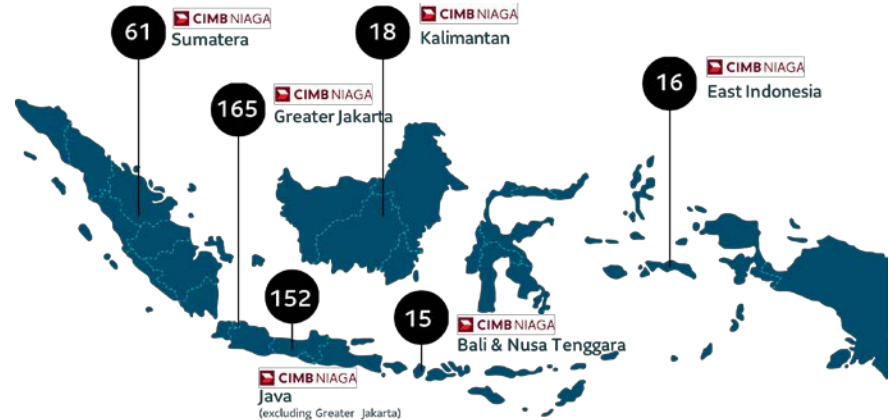 61
CIMB NIAGA
Sumatera
18
CIMB NIAGA
Kalimantan
165
CIMB NIAGA
Greater Jakarta
16
CIMB NIAGA
East Indonesia
152
CIMB NIAGA
Java
(excluding Greater Jakarta)
15
CIMB NIAGA
Bali & Nusa Tenggara